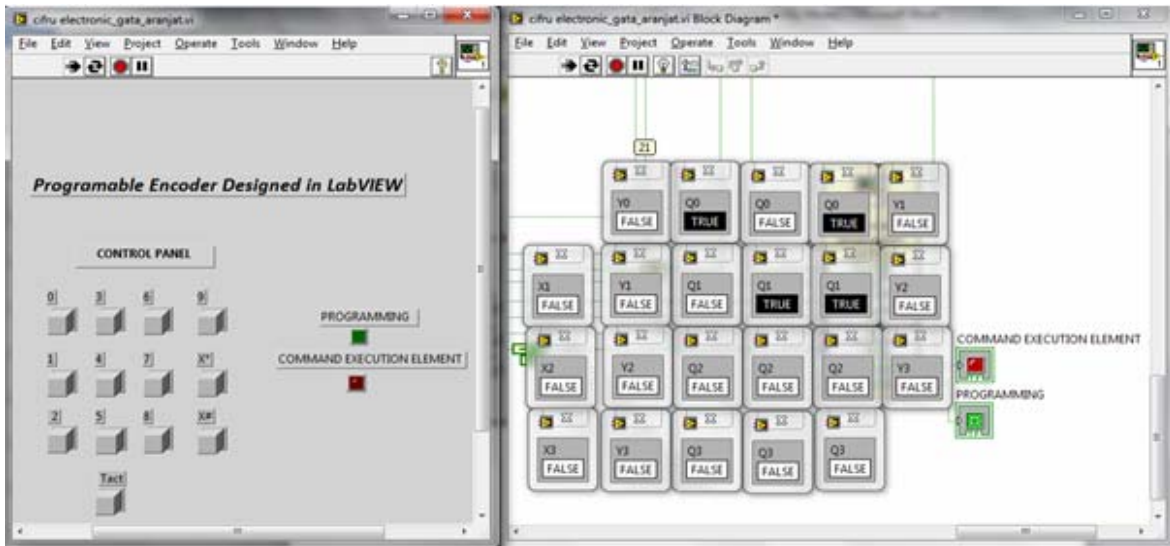 cifru electronic_gata_aranjat.vi
File Edit View Project Operate Tools Window Help
1
Programable Encoder Designed in LabVIEW
CONTROL PANEL
0 3 6 9
PROGRAMMING
COMMAND EXECUTION ELEMENT
1 4 7 X*
2 5 8 X#
Tact
cifru electronic_gata_aranjat.vi Block Diagram *
File Edit View Project Operate Tools Window Help
1
21
Y0 Q0 Q0 Q0 Y1
FALSE TRUE FALSE TRUE FALSE
X1 Y1 Q1 Q1 Q1 Y2
FALSE FALSE FALSE TRUE TRUE FALSE
COMMAND EXECUTION ELEMENT
X2 Y2 Q2 Q2 Q2 Y3
FALSE FALSE FALSE FALSE FALSE FALSE
PROGRAMMING
X3 Y3 Q3 Q3 Q3
FALSE FALSE FALSE FALSE FALSE